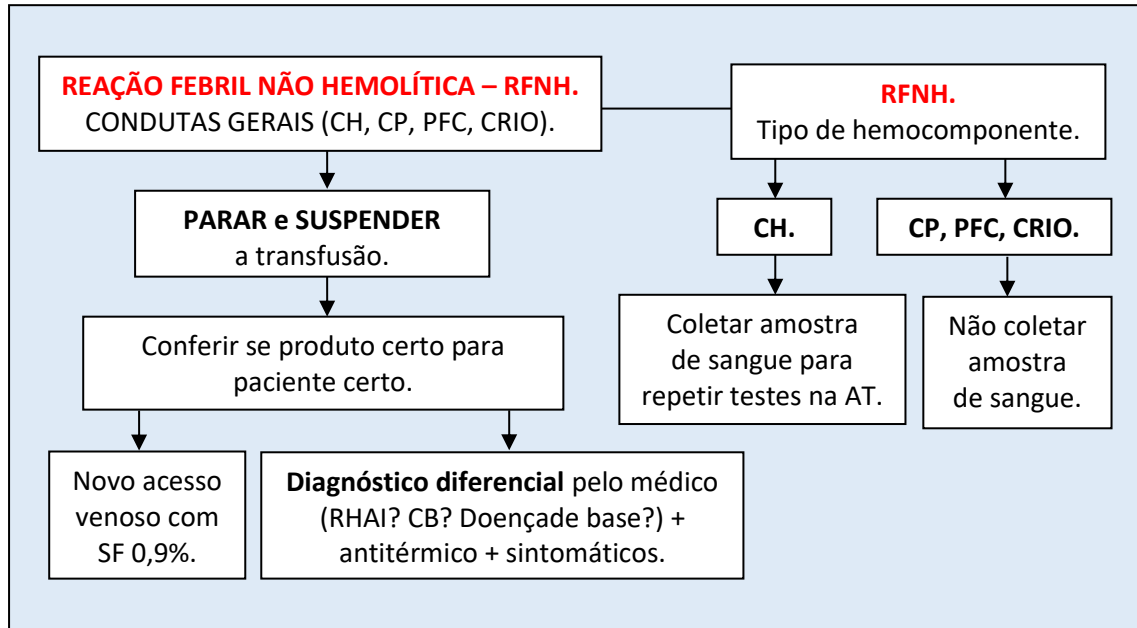 REAÇÃO FEBRIL NÃO HEMOLÍTICA – RFNH.
CONDUTAS GERAIS (CH, CP, PFC, CRIO).
RFNH.
Tipo de hemocomponente.
PARAR e SUSPENDER
a transfusão.
CH.
CP, PFC, CRIO.
Conferir se produto certo para
paciente certo.
Coletar amostra
de sangue para
repetir testes na AT.
Não coletar
amostra
de sangue.
Novo acesso
venoso com
SF 0,9%.
Diagnóstico diferencial pelo médico
(RHAI? CB? Doençade base?) +
antitérmico + sintomáticos.